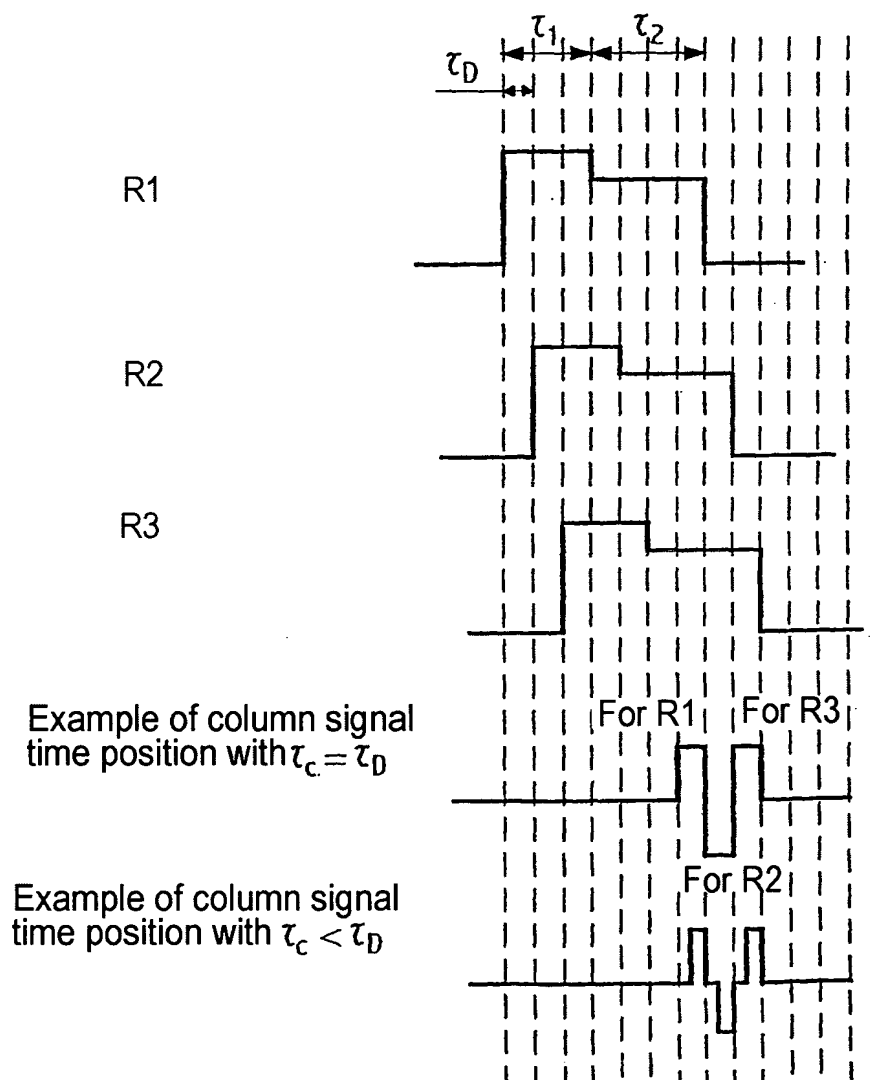 τ1 τ2
τD
R1
R2
R3
Example of column signal
time position with τc. = τD
For R1 For R3
For R2
Example of column signal
time position with τc < τD